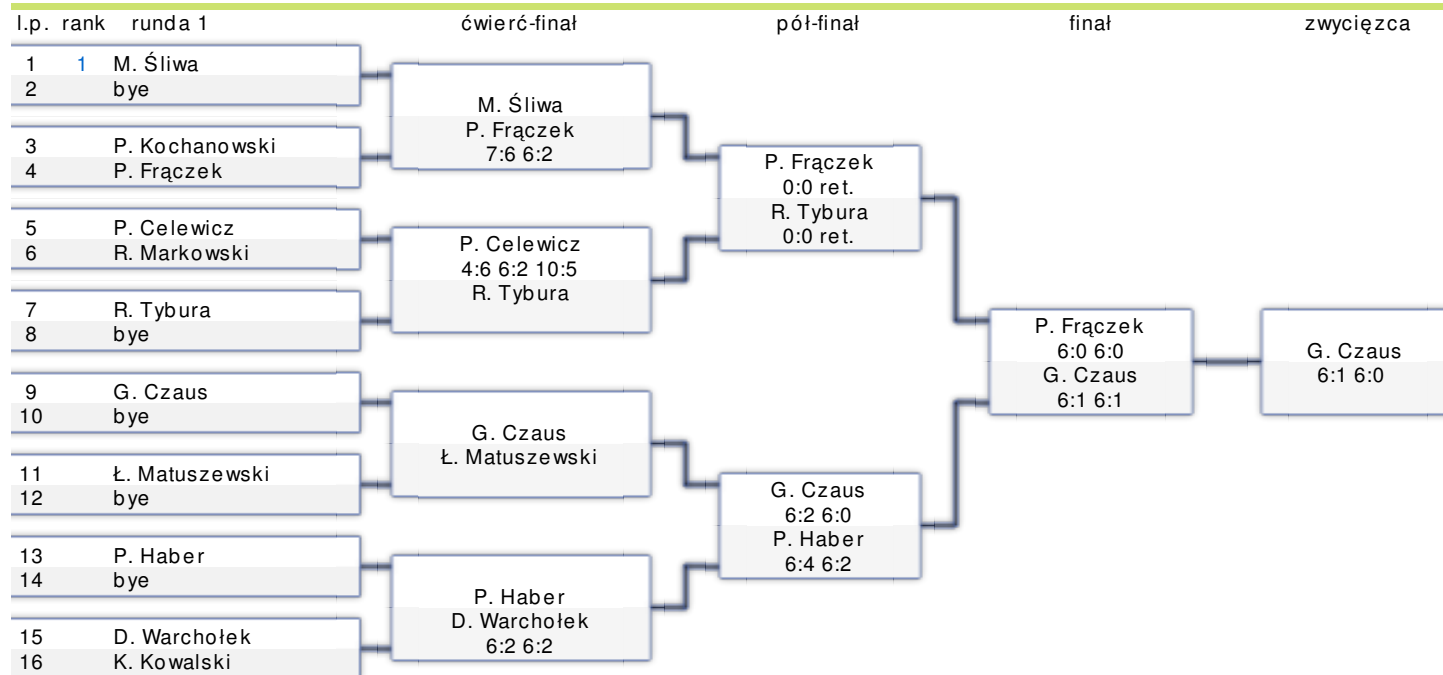 l.p. rank runda 1 ćwierć-finał pół-finał finał zwycięzca
1 1 M. Śliwa
2 bye
3 P. Kochanowski
4 P. Frączek
5 P. Celewicz
6 R. Markowski
7 R. Tybura
8 bye
9 G. Czaus
10 bye
11 Ł. Matuszewski
12 bye
13 P. Haber
14 bye
15 D. Warchołek
16 K. Kowalski
M. Śliwa
P. Frączek
7:6 6:2
P. Celewicz
4:6 6:2 10:5
R. Tybura
G. Czaus
Ł. Matuszewski
P. Haber
D. Warchołek
6:2 6:2
P. Frączek
0:0 ret.
R. Tybura
0:0 ret.
G. Czaus
6:2 6:0
P. Haber
6:4 6:2
P. Frączek
6:0 6:0
G. Czaus
6:1 6:1
G. Czaus
6:1 6:0